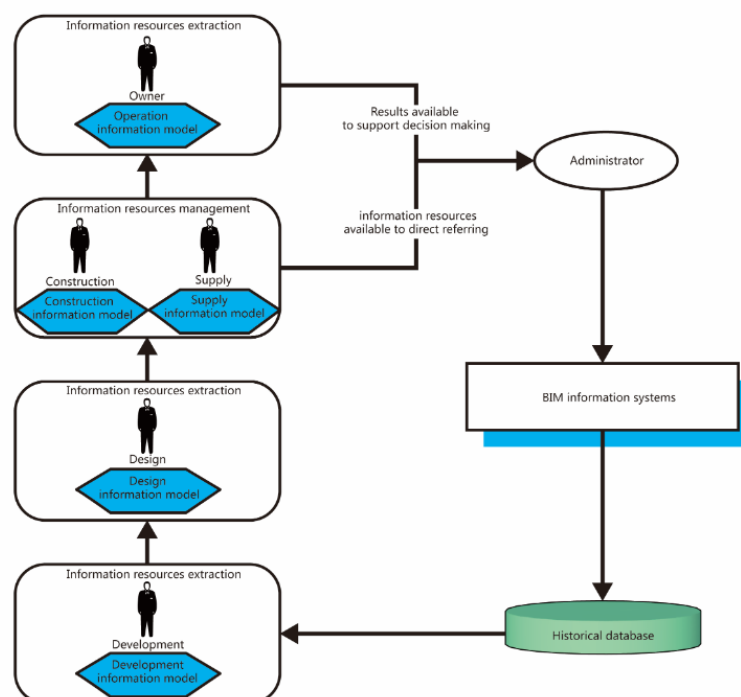 Information resources extraction
Owner
Operation
information model
Results available
to support decision making
Administrator
Information resources management
Construction
Supply
Construction
information model
Supply
information model
information resources
available to direct referring
Information resources extraction
Design
Design
information model
BIM information systems
Information resources extraction
Development
Development
information model
Historical database